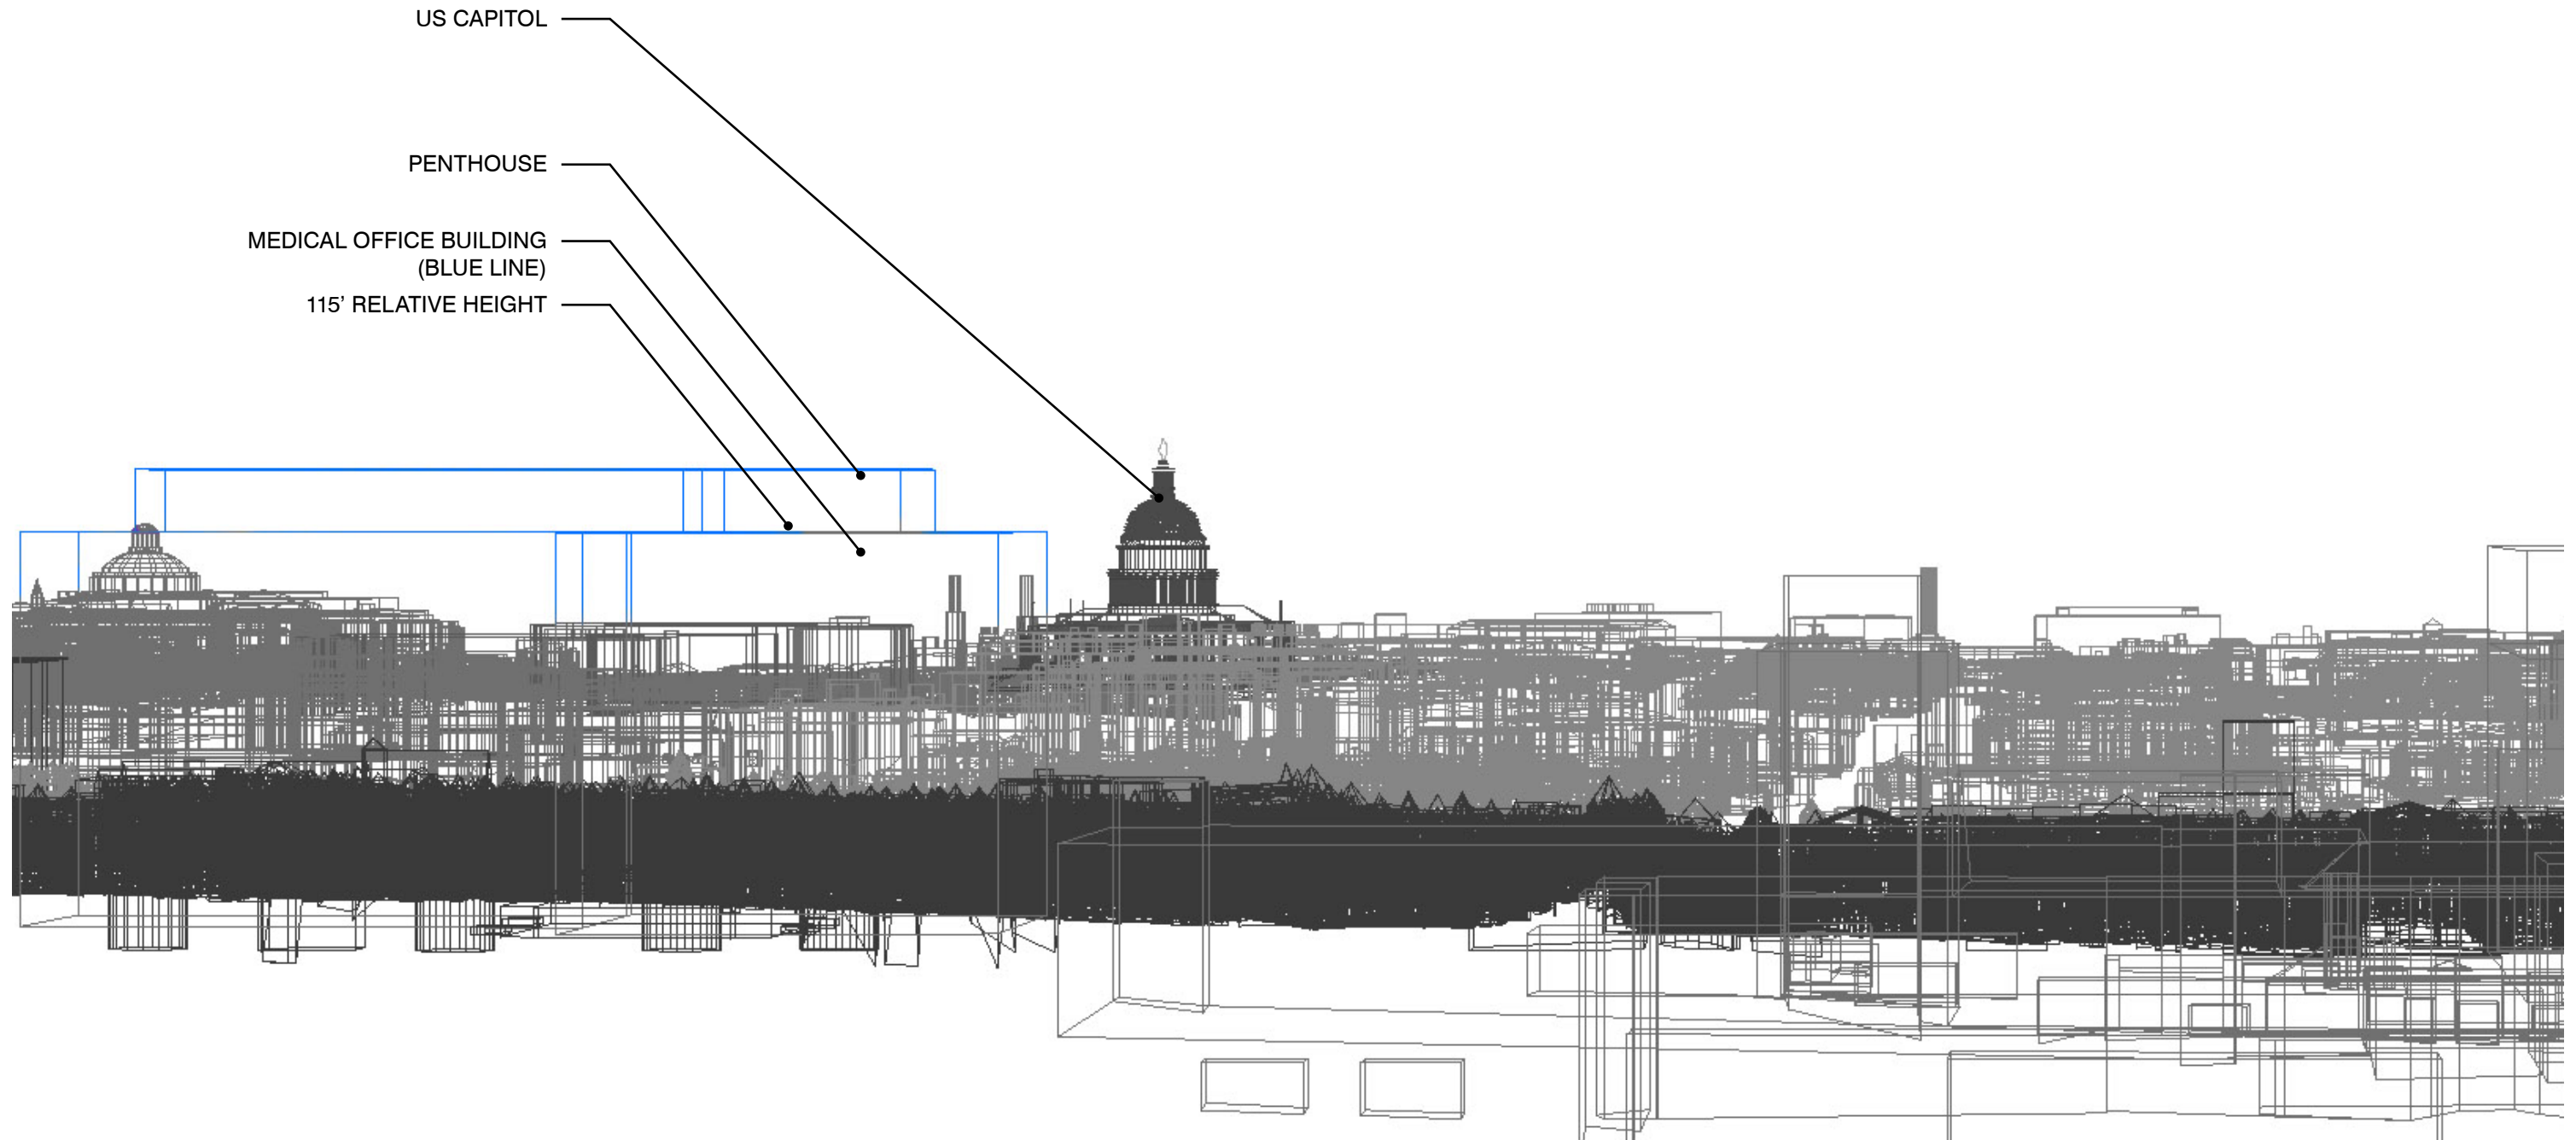 US CAPITOL
PENTHOUSE
MEDICAL OFFICE BUILDING
(BLUE LINE)
115’ RELATIVE HEIGHT